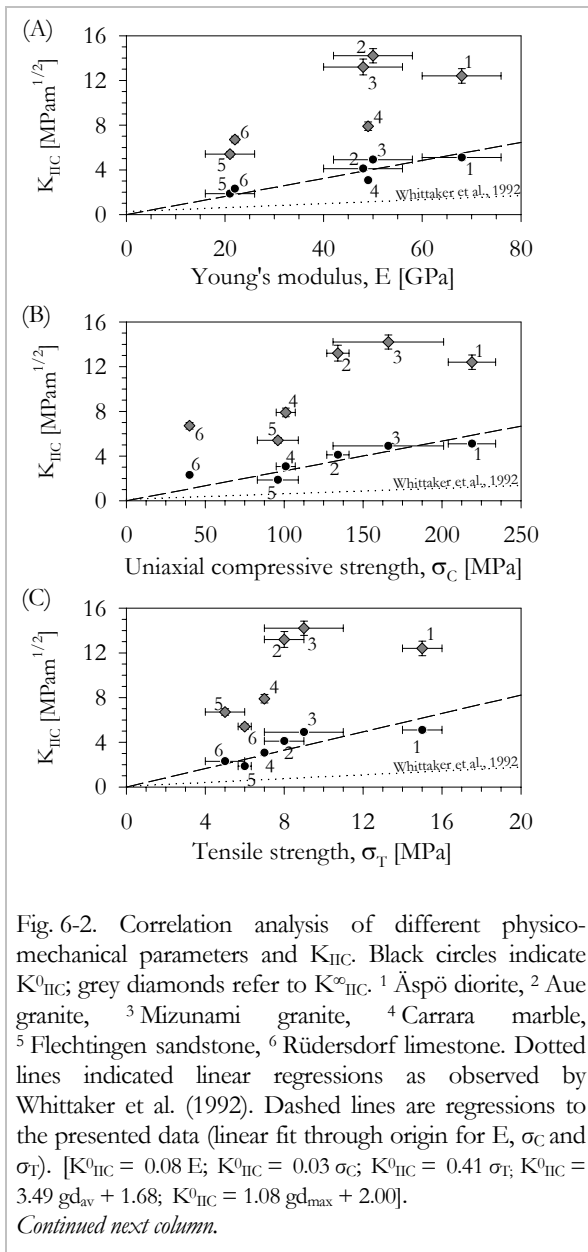 (A)
16
12
8
4
0
K_IIC [MPam^1/2]
2
3
1
4
6
5
5
6
2
3
4
1
Whittaker et al., 1992
0 20 40 60 80
Young's modulus, E [GPa]
(B)
16
12
8
4
0
K_IIC [MPam^1/2]
2
3
1
4
5
6
6
4
5
2
3
1
Whittaker et al., 1992
0 50 100 150 200 250
Uniaxial compressive strength, σ_C [MPa]
(C)
16
12
8
4
0
K_IIC [MPam^1/2]
2
3
1
4
5
6
6
5
4
2
3
1
Whittaker et al., 1992
0 4 8 12 16 20
Tensile strength, σ_T [MPa]
Fig. 6-2. Correlation analysis of different physico-
mechanical parameters and K_IIC. Black circles indicate
K⁰_IIC; grey diamonds refer to K^∞_IIC. ¹ Äspö diorite, ² Aue
granite, ³ Mizunami granite, ⁴ Carrara marble,
⁵ Flechtingen sandstone, ⁶ Rüdersdorf limestone. Dotted
lines indicated linear regressions as observed by
Whittaker et al. (1992). Dashed lines are regressions to
the presented data (linear fit through origin for E, σ_C and
σ_T). [K⁰_IIC = 0.08 E; K⁰_IIC = 0.03 σ_C; K⁰_IIC = 0.41 σ_T; K⁰_IIC =
3.49 gd_av + 1.68; K⁰_IIC = 1.08 gd_max + 2.00].
Continued next column.